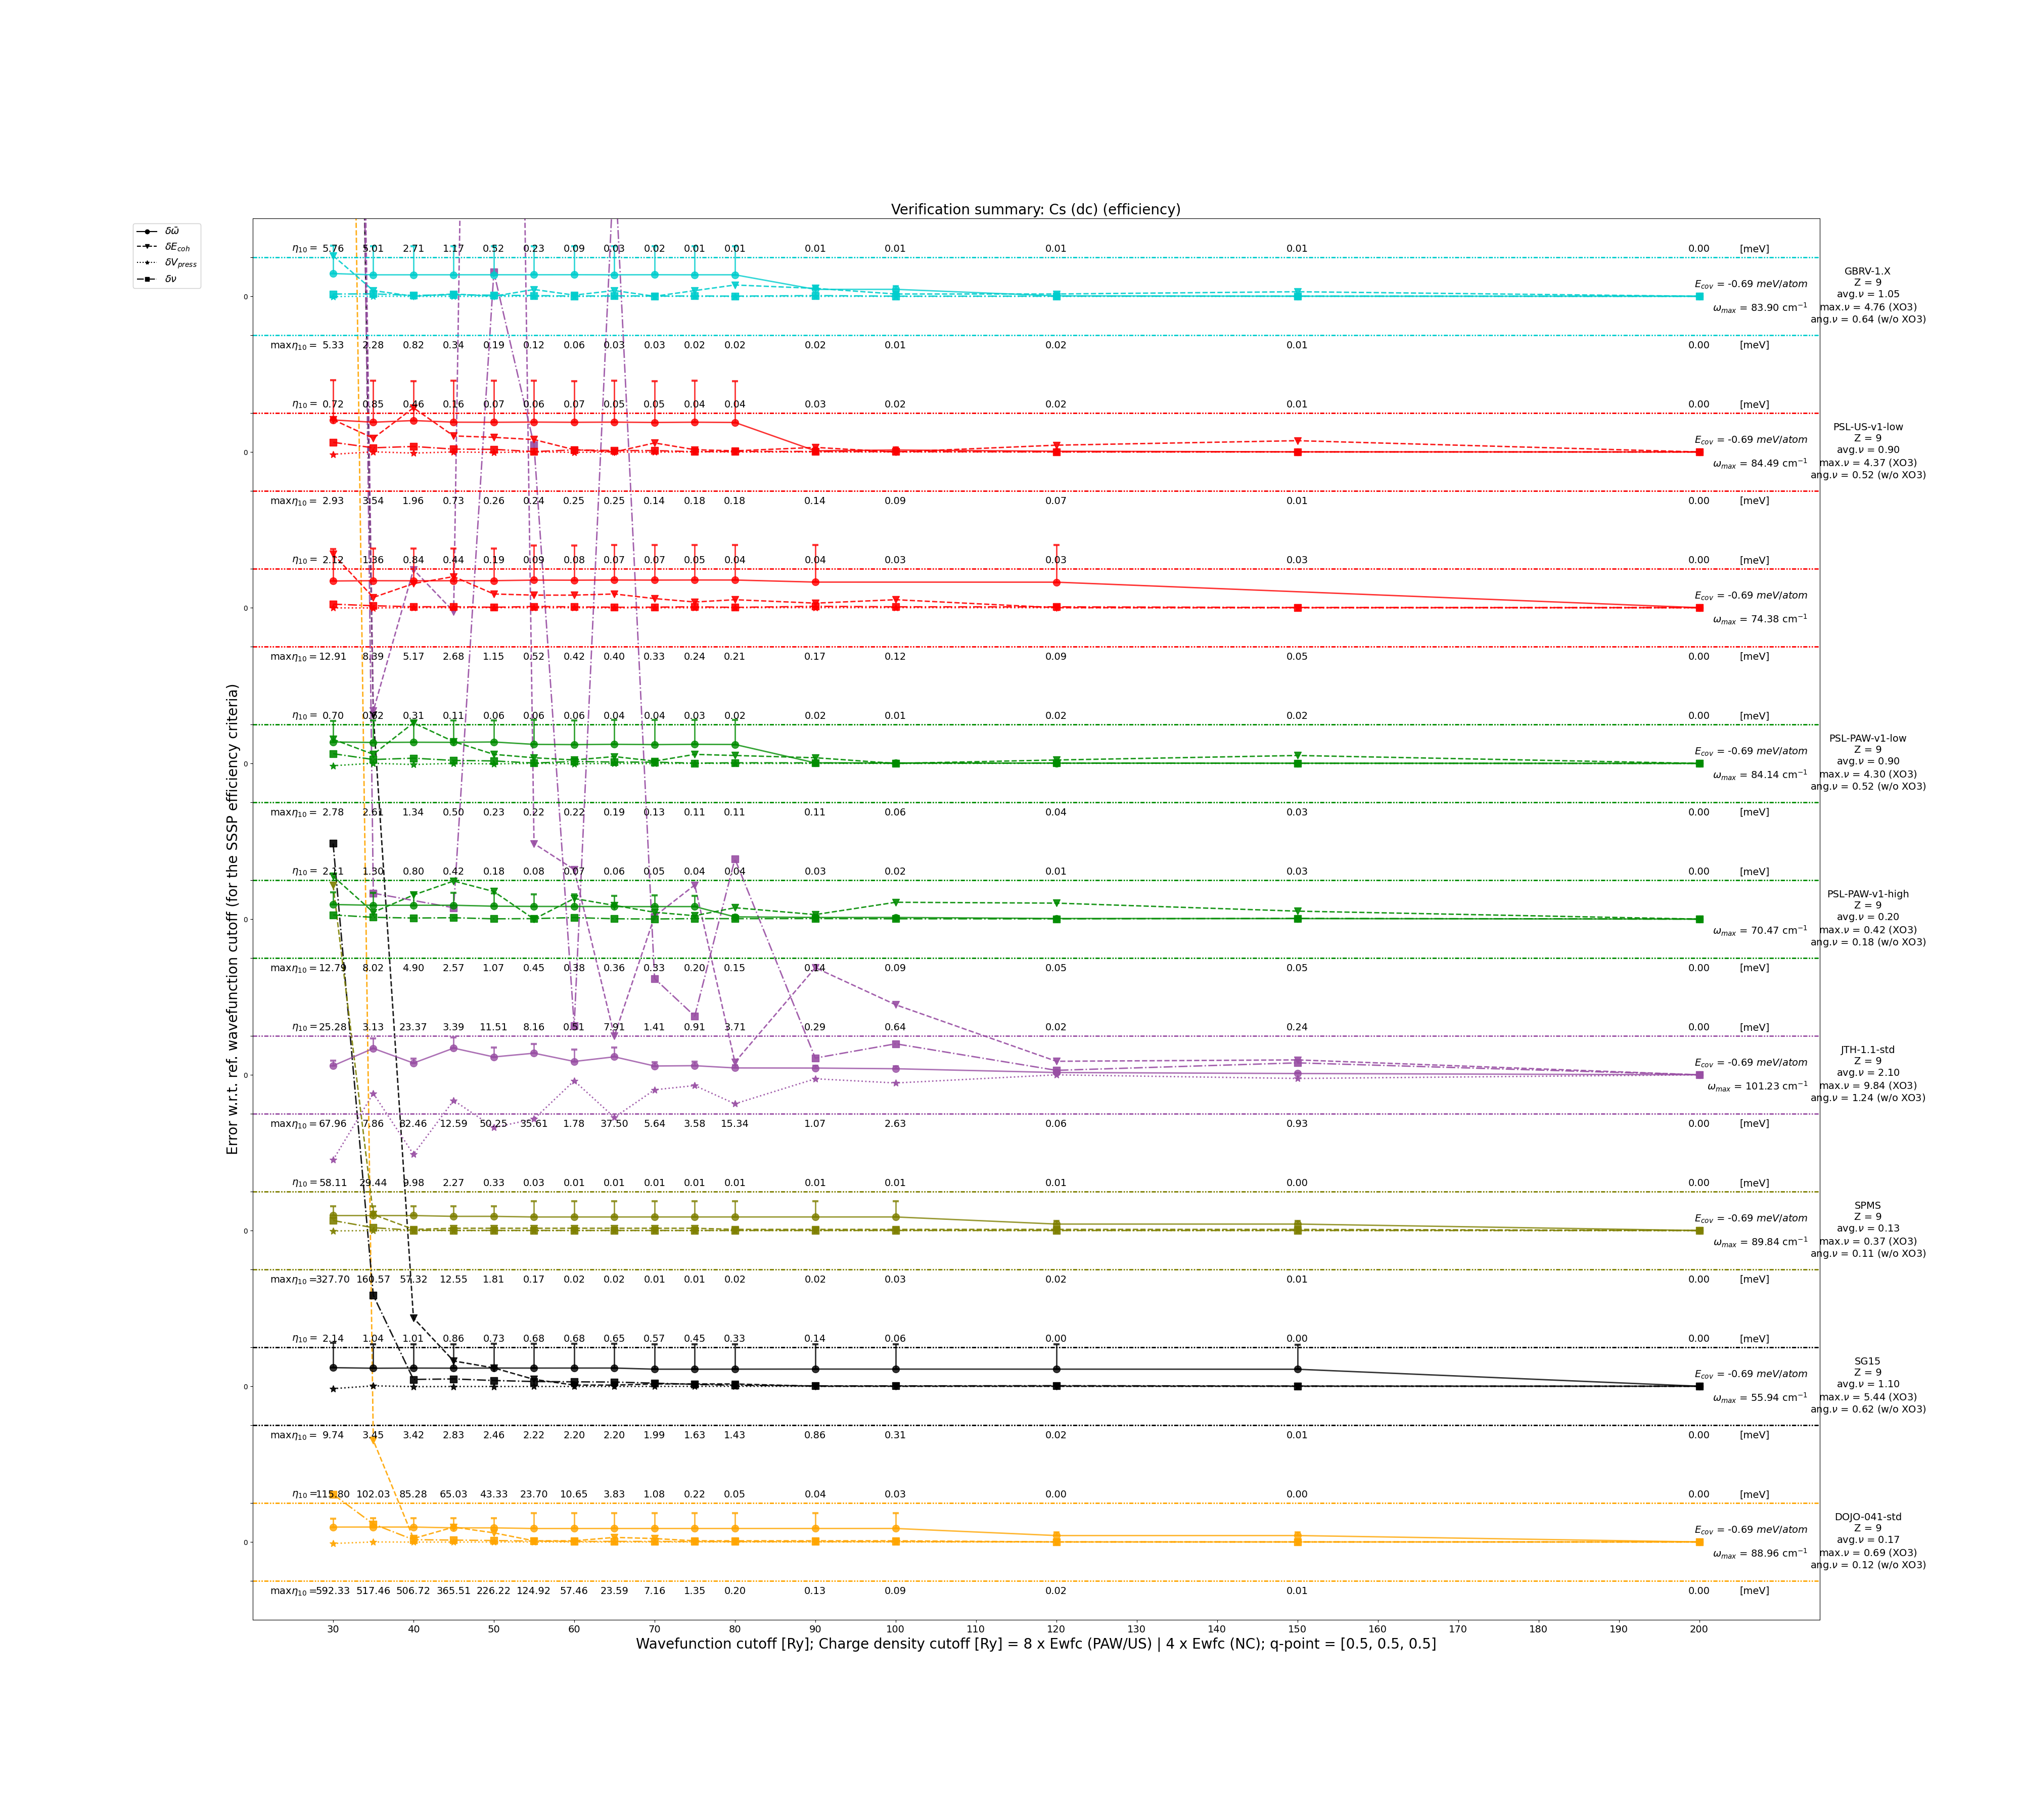 Verification summary: Cs (dc) (efficiency)
δω̄
δE_coh
δV_press
δν
Error w.r.t. ref. wavefunction cutoff (for the SSSP efficiency criteria)
η₁₀ = 5.76 5.01 2.71 1.17 0.52 0.23 0.09 0.03 0.02 0.01 0.01 0.01 0.01 0.01 0.01 0.00 [meV]
0
E_cov = -0.69 meV/atom
ω_max = 83.90 cm⁻¹
GBRV-1.X
Z = 9
avg.ν = 1.05
max.ν = 4.76 (XO3)
ang.ν = 0.64 (w/o XO3)
maxη₁₀ = 5.33 2.28 0.82 0.34 0.19 0.12 0.06 0.03 0.03 0.02 0.02 0.02 0.01 0.02 0.01 0.00 [meV]
η₁₀ = 0.72 0.85 0.46 0.16 0.07 0.06 0.07 0.05 0.05 0.04 0.04 0.03 0.02 0.02 0.01 0.00 [meV]
0
E_cov = -0.69 meV/atom
ω_max = 84.49 cm⁻¹
PSL-US-v1-low
Z = 9
avg.ν = 0.90
max.ν = 4.37 (XO3)
ang.ν = 0.52 (w/o XO3)
maxη₁₀ = 2.93 3.54 1.96 0.73 0.26 0.24 0.25 0.25 0.14 0.18 0.18 0.14 0.09 0.07 0.01 0.00 [meV]
η₁₀ = 2.12 1.36 0.84 0.44 0.19 0.09 0.08 0.07 0.07 0.05 0.04 0.04 0.03 0.03 0.03 0.00 [meV]
0
E_cov = -0.69 meV/atom
ω_max = 74.38 cm⁻¹
maxη₁₀ = 12.91 8.39 5.17 2.68 1.15 0.52 0.42 0.40 0.33 0.24 0.21 0.17 0.12 0.09 0.05 0.00 [meV]
η₁₀ = 0.70 0.62 0.31 0.11 0.06 0.06 0.06 0.04 0.04 0.03 0.02 0.02 0.01 0.02 0.02 0.00 [meV]
0
E_cov = -0.69 meV/atom
ω_max = 84.14 cm⁻¹
PSL-PAW-v1-low
Z = 9
avg.ν = 0.90
max.ν = 4.30 (XO3)
ang.ν = 0.52 (w/o XO3)
maxη₁₀ = 2.78 2.61 1.34 0.50 0.23 0.22 0.22 0.19 0.13 0.11 0.11 0.11 0.06 0.04 0.03 0.00 [meV]
η₁₀ = 2.11 1.30 0.80 0.42 0.18 0.08 0.07 0.06 0.05 0.04 0.04 0.03 0.02 0.01 0.03 0.00 [meV]
0
ω_max = 70.47 cm⁻¹
PSL-PAW-v1-high
Z = 9
avg.ν = 0.20
max.ν = 0.42 (XO3)
ang.ν = 0.18 (w/o XO3)
maxη₁₀ = 12.79 8.02 4.90 2.57 1.07 0.45 0.38 0.36 0.33 0.20 0.15 0.14 0.09 0.05 0.05 0.00 [meV]
η₁₀ = 25.28 3.13 23.37 3.39 11.51 8.16 0.51 7.91 1.41 0.91 3.71 0.29 0.64 0.02 0.24 0.00 [meV]
0
E_cov = -0.69 meV/atom
ω_max = 101.23 cm⁻¹
JTH-1.1-std
Z = 9
avg.ν = 2.10
max.ν = 9.84 (XO3)
ang.ν = 1.24 (w/o XO3)
maxη₁₀ = 67.96 7.86 82.46 12.59 50.25 35.61 1.78 37.50 5.64 3.58 15.34 1.07 2.63 0.06 0.93 0.00 [meV]
η₁₀ = 58.11 29.44 9.98 2.27 0.33 0.03 0.01 0.01 0.01 0.01 0.01 0.01 0.01 0.01 0.00 0.00 [meV]
0
E_cov = -0.69 meV/atom
ω_max = 89.84 cm⁻¹
SPMS
Z = 9
avg.ν = 0.13
max.ν = 0.37 (XO3)
ang.ν = 0.11 (w/o XO3)
maxη₁₀ = 327.70 160.57 57.32 12.55 1.81 0.17 0.02 0.02 0.01 0.01 0.02 0.02 0.03 0.02 0.01 0.00 [meV]
η₁₀ = 2.14 1.04 1.01 0.86 0.73 0.68 0.68 0.65 0.57 0.45 0.33 0.14 0.06 0.00 0.00 0.00 [meV]
0
E_cov = -0.69 meV/atom
ω_max = 55.94 cm⁻¹
SG15
Z = 9
avg.ν = 1.10
max.ν = 5.44 (XO3)
ang.ν = 0.62 (w/o XO3)
maxη₁₀ = 9.74 3.45 3.42 2.83 2.46 2.22 2.20 2.20 1.99 1.63 1.43 0.86 0.31 0.02 0.01 0.00 [meV]
η₁₀ = 115.80 102.03 85.28 65.03 43.33 23.70 10.65 3.83 1.08 0.22 0.05 0.04 0.03 0.00 0.00 0.00 [meV]
0
E_cov = -0.69 meV/atom
ω_max = 88.96 cm⁻¹
DOJO-041-std
Z = 9
avg.ν = 0.17
max.ν = 0.69 (XO3)
ang.ν = 0.12 (w/o XO3)
maxη₁₀ = 592.33 517.46 506.72 365.51 226.22 124.92 57.46 23.59 7.16 1.35 0.20 0.13 0.09 0.02 0.01 0.00 [meV]
30 40 50 60 70 80 90 100 110 120 130 140 150 160 170 180 190 200
Wavefunction cutoff [Ry]; Charge density cutoff [Ry] = 8 x Ewfc (PAW/US) | 4 x Ewfc (NC); q-point = [0.5, 0.5, 0.5]